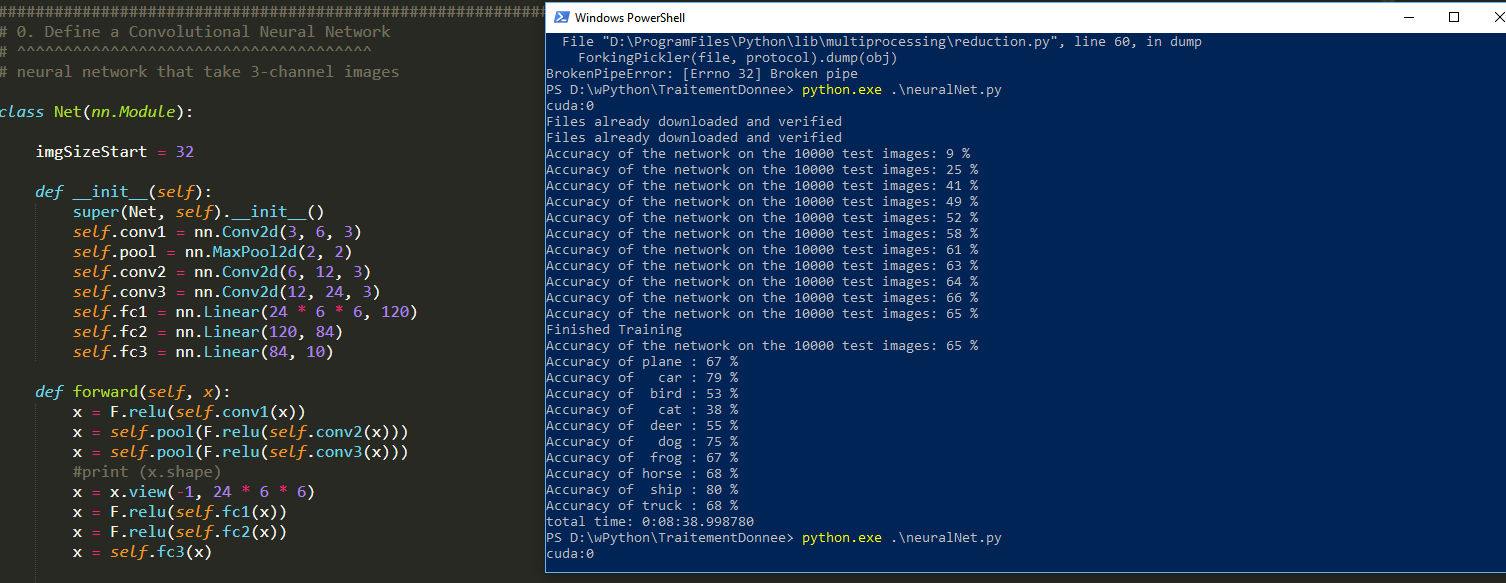 ############################################################
# 0. Define a Convolutional Neural Network
# ^^^^^^^^^^^^^^^^^^^^^^^^^^^^^^^^^^^^^^
# neural network that take 3-channel images
class Net(nn.Module):
imgSizeStart = 32
def __init__(self):
super(Net, self).__init__()
self.conv1 = nn.Conv2d(3, 6, 3)
self.pool = nn.MaxPool2d(2, 2)
self.conv2 = nn.Conv2d(6, 12, 3)
self.conv3 = nn.Conv2d(12, 24, 3)
self.fc1 = nn.Linear(24 * 6 * 6, 120)
self.fc2 = nn.Linear(120, 84)
self.fc3 = nn.Linear(84, 10)
def forward(self, x):
x = F.relu(self.conv1(x))
x = self.pool(F.relu(self.conv2(x)))
x = self.pool(F.relu(self.conv3(x)))
#print (x.shape)
x = x.view(-1, 24 * 6 * 6)
x = F.relu(self.fc1(x))
x = F.relu(self.fc2(x))
x = self.fc3(x)
Windows PowerShell
File "D:\ProgramFiles\Python\lib\multiprocessing\reduction.py", line 60, in dump
ForkingPickler(file, protocol).dump(obj)
BrokenPipeError: [Errno 32] Broken pipe
PS D:\wPython\TraitementDonnee> python.exe .\neuralNet.py
cuda:0
Files already downloaded and verified
Files already downloaded and verified
Accuracy of the network on the 10000 test images: 9 %
Accuracy of the network on the 10000 test images: 25 %
Accuracy of the network on the 10000 test images: 41 %
Accuracy of the network on the 10000 test images: 49 %
Accuracy of the network on the 10000 test images: 52 %
Accuracy of the network on the 10000 test images: 58 %
Accuracy of the network on the 10000 test images: 61 %
Accuracy of the network on the 10000 test images: 63 %
Accuracy of the network on the 10000 test images: 64 %
Accuracy of the network on the 10000 test images: 66 %
Accuracy of the network on the 10000 test images: 65 %
Finished Training
Accuracy of the network on the 10000 test images: 65 %
Accuracy of plane : 67 %
Accuracy of   car : 79 %
Accuracy of  bird : 53 %
Accuracy of   cat : 38 %
Accuracy of  deer : 55 %
Accuracy of   dog : 75 %
Accuracy of  frog : 67 %
Accuracy of horse : 68 %
Accuracy of  ship : 80 %
Accuracy of truck : 68 %
total time: 0:08:38.998780
PS D:\wPython\TraitementDonnee> python.exe .\neuralNet.py
cuda:0